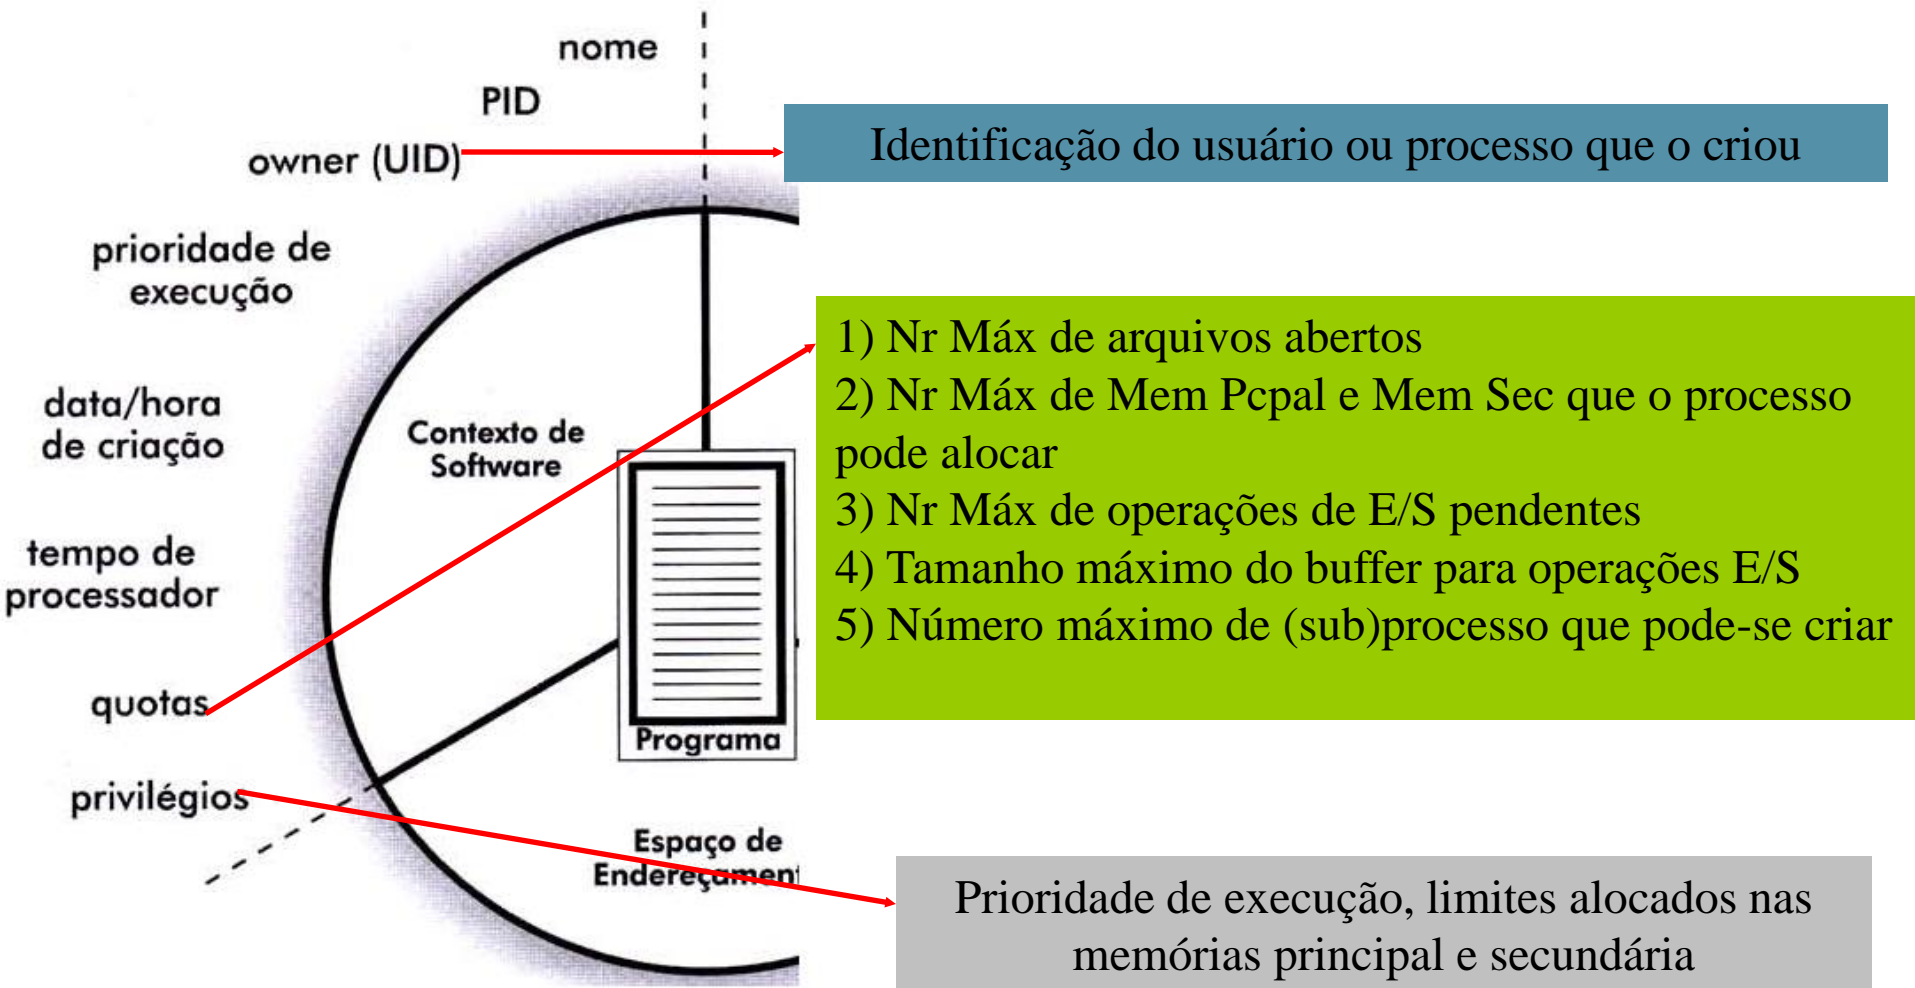 nome
PID
owner (UID)
Identificação do usuário ou processo que o criou
prioridade de
execução
1) Nr Máx de arquivos abertos
2) Nr Máx de Mem Pcpal e Mem Sec que o processo
pode alocar
3) Nr Máx de operações de E/S pendentes
4) Tamanho máximo do buffer para operações E/S
5) Número máximo de (sub)processo que pode-se criar
data/hora
de criação
Contexto de
Software
tempo de
processador
quotas
Programa
privilégios
Espaço de
Endereçament
Prioridade de execução, limites alocados nas
memórias principal e secundária